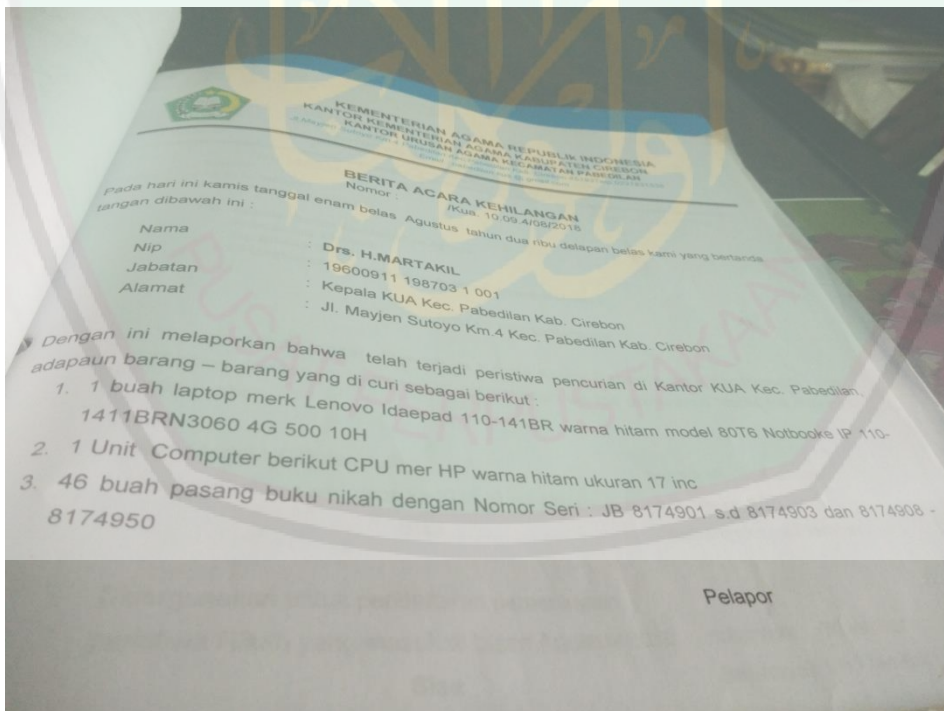 KEMENTERIAN AGAMA REPUBLIK INDONESIA
KANTOR KEMENTERIAN AGAMA KABUPATEN CIREBON
KANTOR URUSAN AGAMA KECAMATAN PABEDILAN
BERITA ACARA KEHILANGAN
Nomor : /Kua. 10.09.4/08/2018
Pada hari ini kamis tanggal enam belas Agustus tahun dua ribu delapan belas kami yang bertanda
tangan dibawah ini :
Nama : Drs. H.MARTAKIL
Nip : 19600911 198703 1 001
Jabatan : Kepala KUA Kec. Pabedilan Kab. Cirebon
Alamat : Jl. Mayjen Sutoyo Km.4 Kec. Pabedilan Kab. Cirebon
Dengan ini melaporkan bahwa telah terjadi peristiwa pencurian di Kantor KUA Kec. Pabedilan,
adapaun barang – barang yang di curi sebagai berikut :
1. 1 buah laptop merk Lenovo Idaepad 110-141BR warna hitam model 80T6 Notbooke IP 110-
1411BRN3060 4G 500 10H
2. 1 Unit Computer berikut CPU mer HP warna hitam ukuran 17 inc
3. 46 buah pasang buku nikah dengan Nomor Seri : JB 8174901 s.d 8174903 dan 8174908 -
8174950
Pelapor